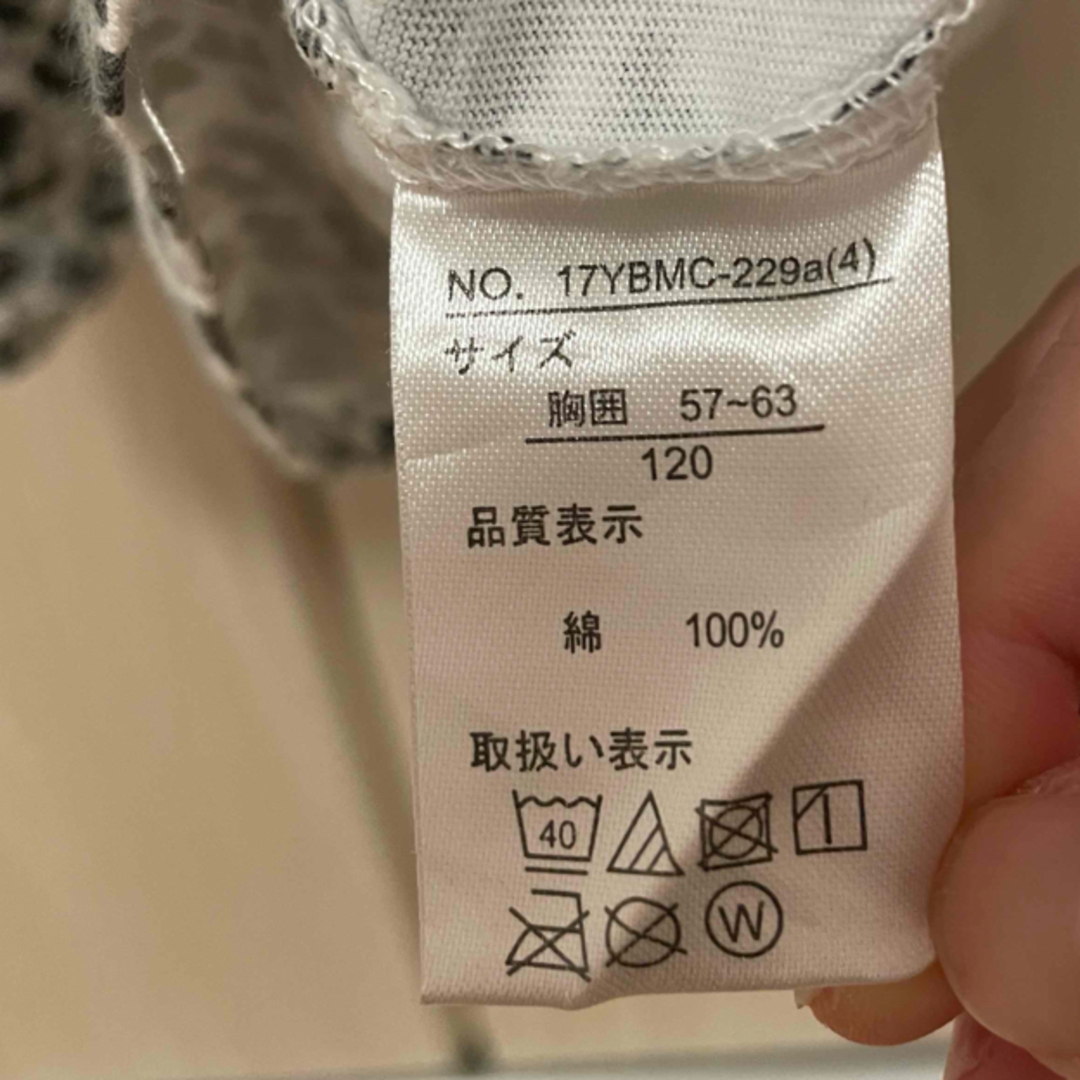 NO. 17YBMC-229a(4)
サイズ
胸囲 57~63
120
品質表示
綿 100%
取扱い表示
40
W